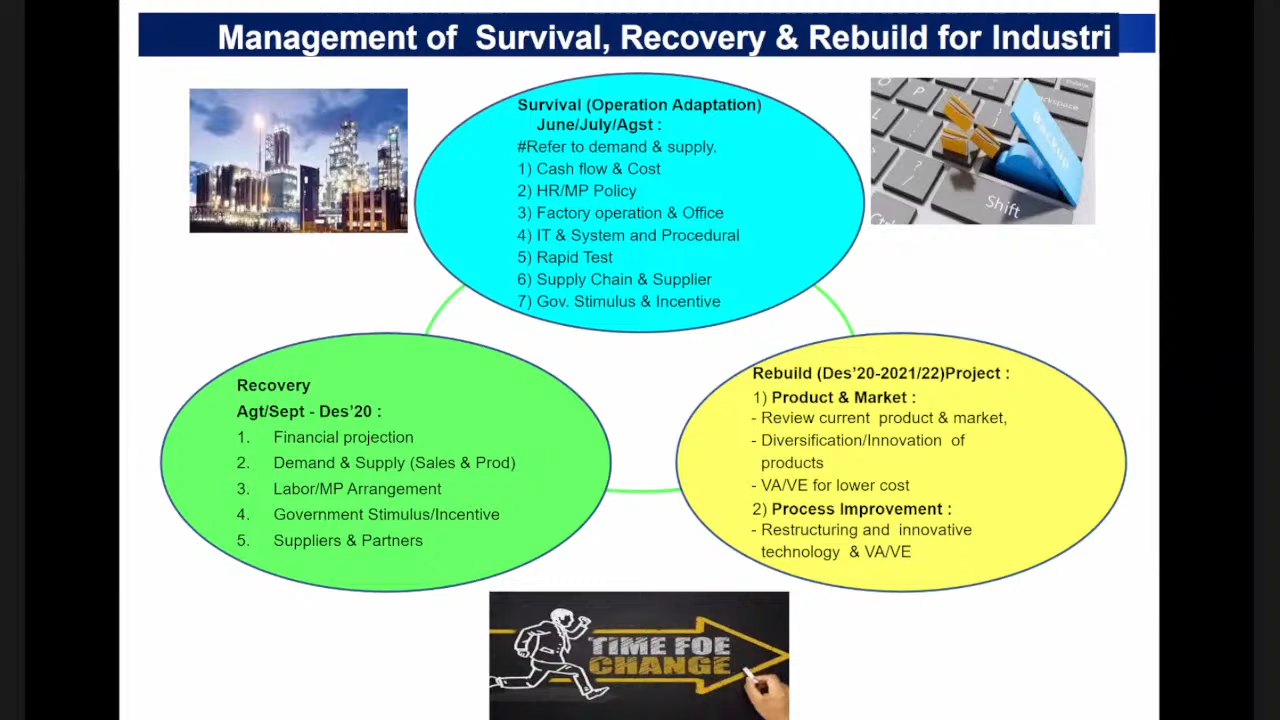 Management of  Survival, Recovery & Rebuild for Industri
Survival (Operation Adaptation)
June/July/Agst :
#Refer to demand & supply.
1) Cash flow & Cost
2) HR/MP Policy
3) Factory operation & Office
4) IT & System and Procedural
5) Rapid Test
6) Supply Chain & Supplier
7) Gov. Stimulus & Incentive
Backup
Shift
Recovery
Agt/Sept - Des’20 :
1. Financial projection
2. Demand & Supply (Sales & Prod)
3. Labor/MP Arrangement
4. Government Stimulus/Incentive
5. Suppliers & Partners
Rebuild (Des’20-2021/22)Project :
1) Product & Market :
- Review current  product & market,
- Diversification/Innovation  of
products
- VA/VE for lower cost
2) Process Improvement :
- Restructuring and  innovative
technology  & VA/VE
TIME FOE
CHANGE